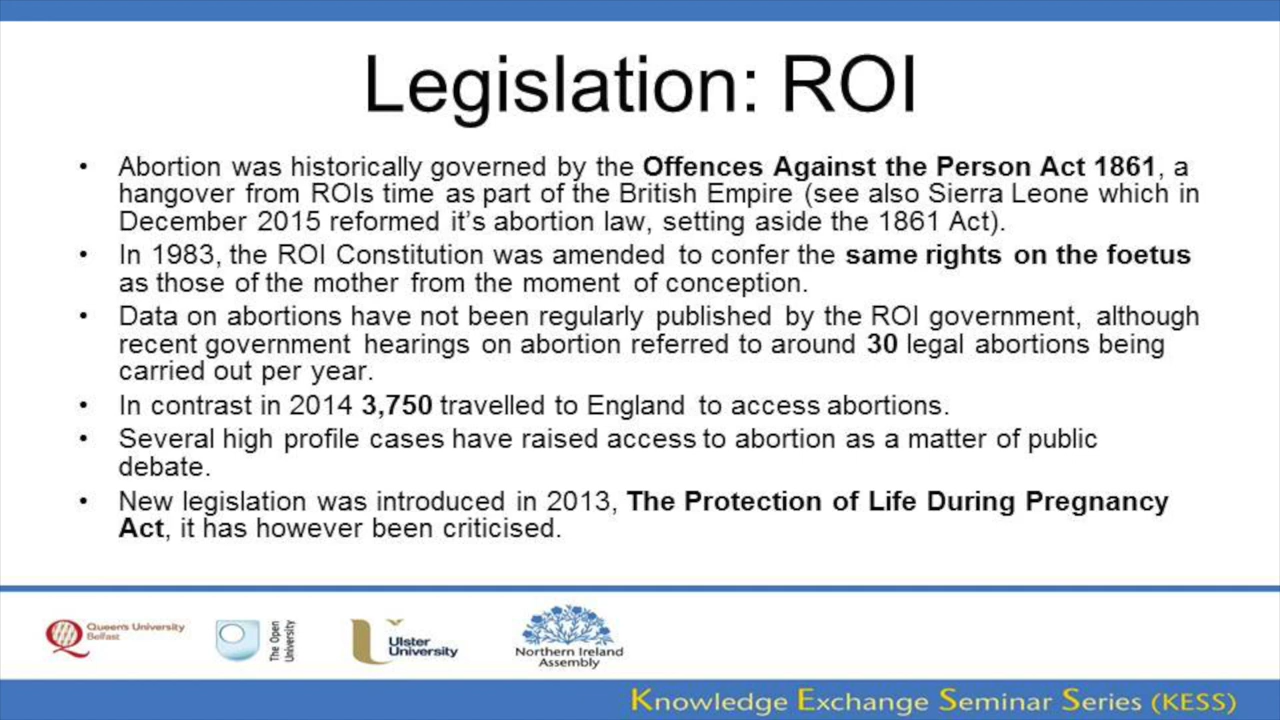 Legislation: ROI
• Abortion was historically governed by the Offences Against the Person Act 1861, a
hangover from ROIs time as part of the British Empire (see also Sierra Leone which in
December 2015 reformed it's abortion law, setting aside the 1861 Act).
• In 1983, the ROI Constitution was amended to confer the same rights on the foetus
as those of the mother from the moment of conception.
• Data on abortions have not been regularly published by the ROI government, although
recent government hearings on abortion referred to around 30 legal abortions being
carried out per year.
• In contrast in 2014 3,750 travelled to England to access abortions.
• Several high profile cases have raised access to abortion as a matter of public
debate.
• New legislation was introduced in 2013, The Protection of Life During Pregnancy
Act, it has however been criticised.
Queen's University
Belfast
The Open
University
Ulster
University
Northern Ireland
Assembly
Knowledge Exchange Seminar Series (KESS)